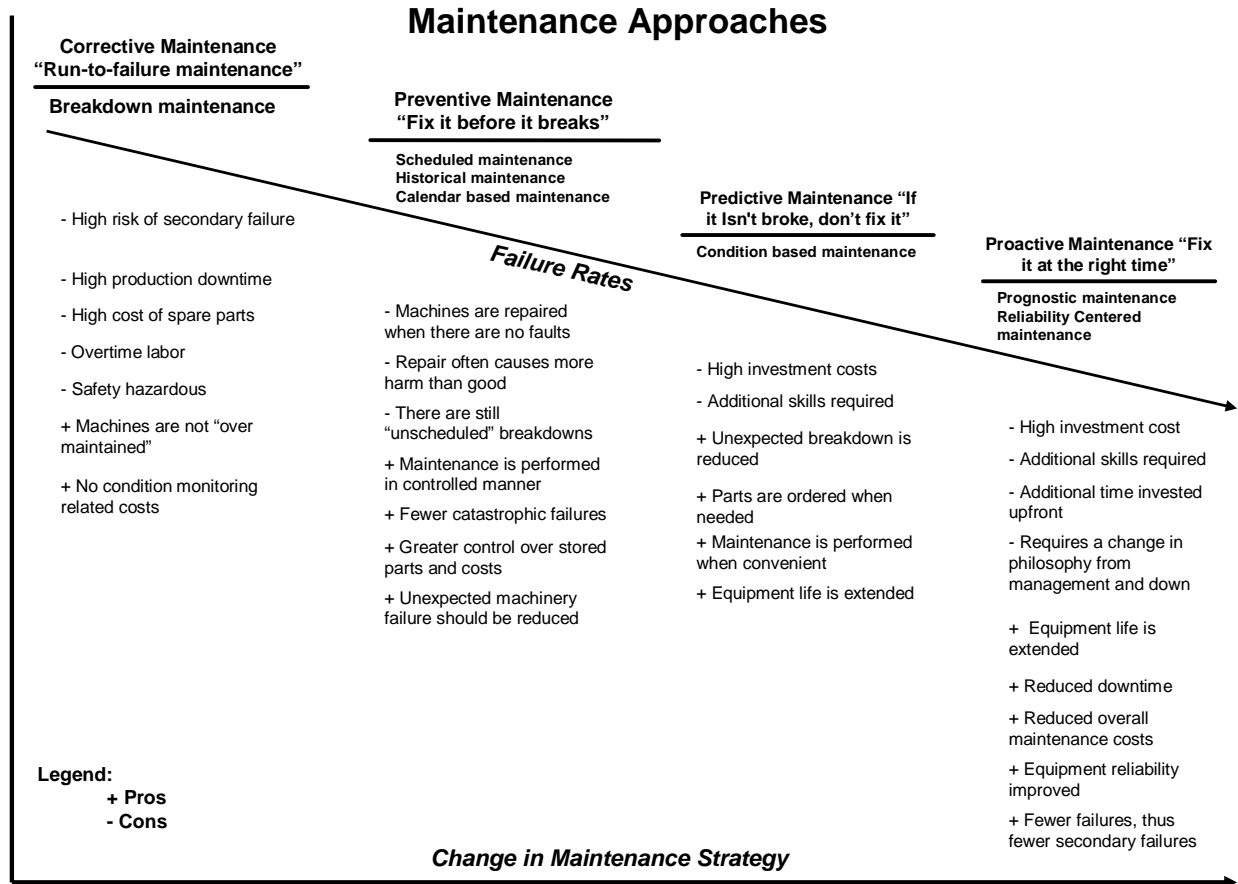 Maintenance Approaches
Corrective Maintenance
“Run-to-failure maintenance”
Breakdown maintenance
- High risk of secondary failure
- High production downtime
- High cost of spare parts
- Overtime labor
- Safety hazardous
+ Machines are not “over
maintained”
+ No condition monitoring
related costs
Preventive Maintenance
“Fix it before it breaks”
Scheduled maintenance
Historical maintenance
Calendar based maintenance
Failure Rates
- Machines are repaired
when there are no faults
- Repair often causes more
harm than good
- There are still
“unscheduled” breakdowns
+ Maintenance is performed
in controlled manner
+ Fewer catastrophic failures
+ Greater control over stored
parts and costs
+ Unexpected machinery
failure should be reduced
Predictive Maintenance “If
it Isn't broke, don’t fix it”
Condition based maintenance
- High investment costs
- Additional skills required
+ Unexpected breakdown is
reduced
+ Parts are ordered when
needed
+ Maintenance is performed
when convenient
+ Equipment life is extended
Proactive Maintenance “Fix
it at the right time”
Prognostic maintenance
Reliability Centered
maintenance
- High investment cost
- Additional skills required
- Additional time invested
upfront
- Requires a change in
philosophy from
management and down
+ Equipment life is
extended
+ Reduced downtime
+ Reduced overall
maintenance costs
+ Equipment reliability
improved
+ Fewer failures, thus
fewer secondary failures
Legend:
+ Pros
- Cons
Change in Maintenance Strategy